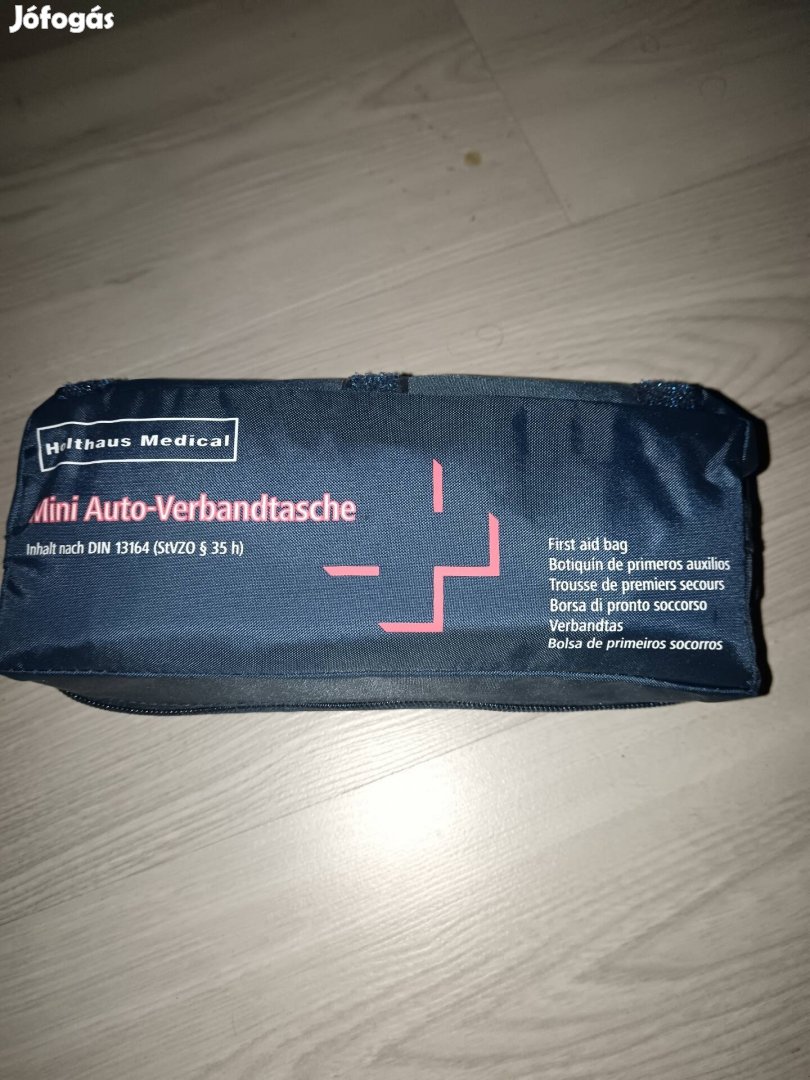 Jófogás
Holthaus Medical
Mini Auto-Verbandtasche
Inhalt nach DIN 13164 (StVZO § 35 h)
First aid bag
Botiquín de primeros auxilios
Trousse de premiers secours
Borsa di pronto soccorso
Verbandtas
Bolsa de primeiros socorros